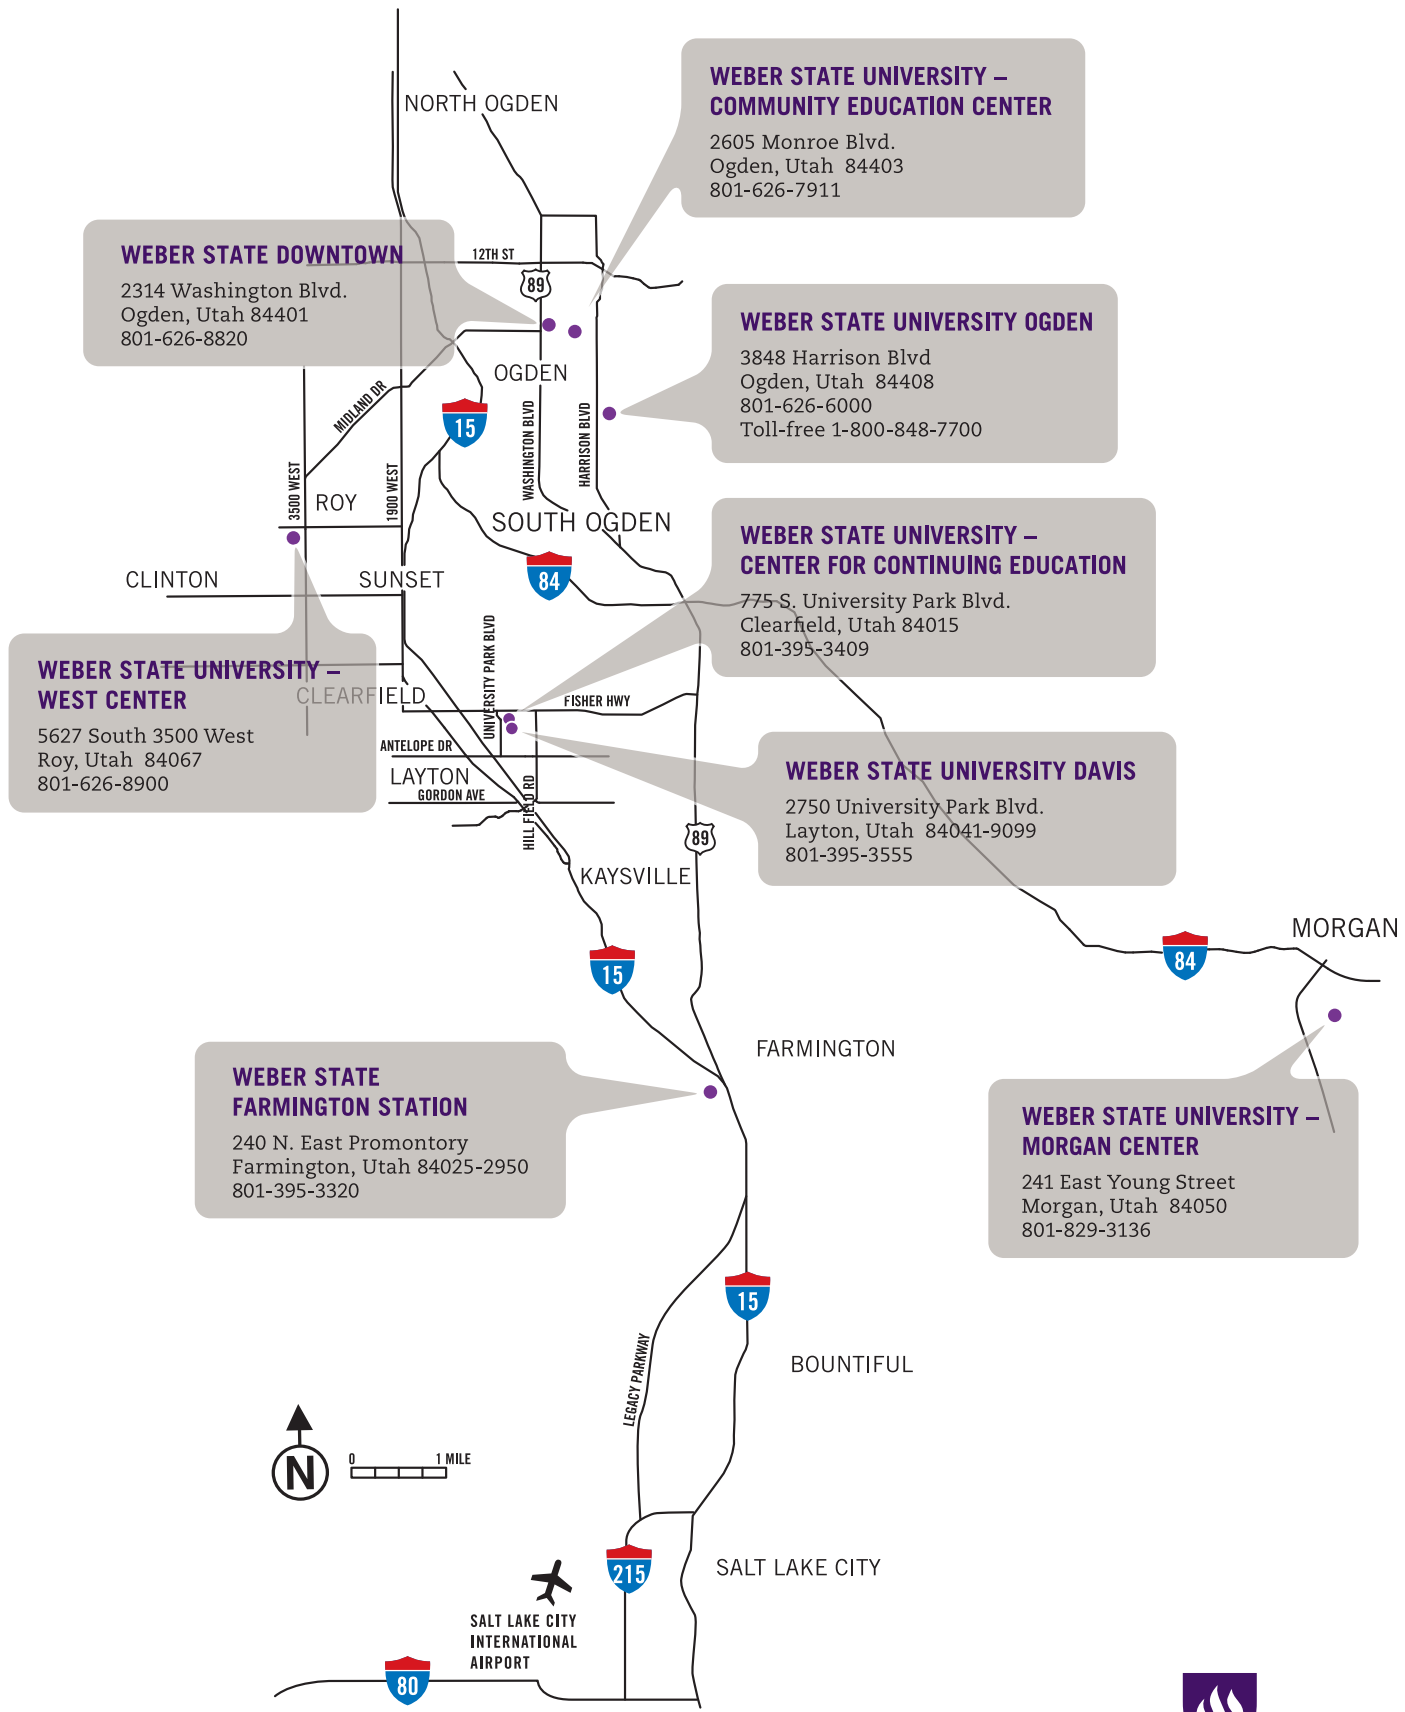 WEBER STATE UNIVERSITY –
COMMUNITY EDUCATION CENTER
2605 Monroe Blvd.
Ogden, Utah 84403
801-626-7911
NORTH OGDEN
WEBER STATE DOWNTOWN
2314 Washington Blvd.
Ogden, Utah 84401
801-626-8820
12TH ST
89
WEBER STATE UNIVERSITY OGDEN
3848 Harrison Blvd
Ogden, Utah 84408
801-626-6000
Toll-free 1-800-848-7700
OGDEN
MIDLAND DR
15
WASHINGTON BLVD
HARRISON BLVD
3500 WEST
1900 WEST
ROY
SOUTH OGDEN
WEBER STATE UNIVERSITY –
CENTER FOR CONTINUING EDUCATION
775 S. University Park Blvd.
Clearfield, Utah 84015
801-395-3409
84
CLINTON
SUNSET
UNIVERSITY PARK BLVD
WEBER STATE UNIVERSITY –
WEST CENTER
5627 South 3500 West
Roy, Utah 84067
801-626-8900
CLEARFIELD
FISHER HWY
ANTELOPE DR
LAYTON
GORDON AVE
HILL FIELD RD
WEBER STATE UNIVERSITY DAVIS
2750 University Park Blvd.
Layton, Utah 84041-9099
801-395-3555
89
KAYSVILLE
MORGAN
15
84
FARMINGTON
WEBER STATE
FARMINGTON STATION
240 N. East Promontory
Farmington, Utah 84025-2950
801-395-3320
WEBER STATE UNIVERSITY –
MORGAN CENTER
241 East Young Street
Morgan, Utah 84050
801-829-3136
15
LEGACY PARKWAY
BOUNTIFUL
N
0 1 MILE
215
SALT LAKE CITY
SALT LAKE CITY
INTERNATIONAL
AIRPORT
80